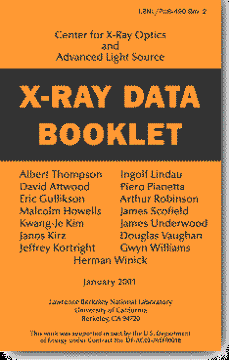 LBNL/PUB-490 Rev. 2
Center for X-Ray Optics
and
Advanced Light Source
X-RAY DATA
BOOKLET
Albert Thompson Ingolf Lindau
David Attwood Piero Pianetta
Eric Gullikson Arthur Robinson
Malcolm Howells James Scofield
Kwang-Je Kim James Underwood
Janos Kirz Douglas Vaughan
Jeffrey Kortright Gwyn Williams
Herman Winick
January 2001
Lawrence Berkeley National Laboratory
University of California
Berkeley, CA 94720
This work was supported in part by the U.S. Department
of Energy under Contract No.